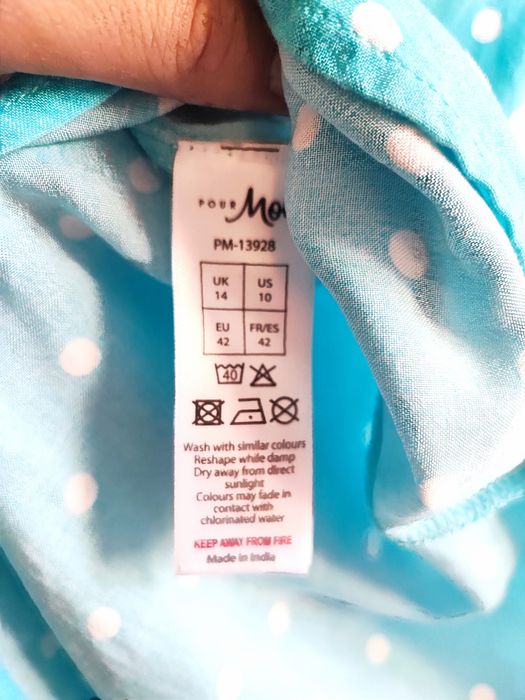 POUR Mo
PM-13928
UK US
14 10
EU FR/ES
42 42
40
Wash with similar colours
Reshape while damp
Dry away from direct
sunlight
Colours may fade in
contact with
chlorinated water
KEEP AWAY FROM FIRE
Made in India